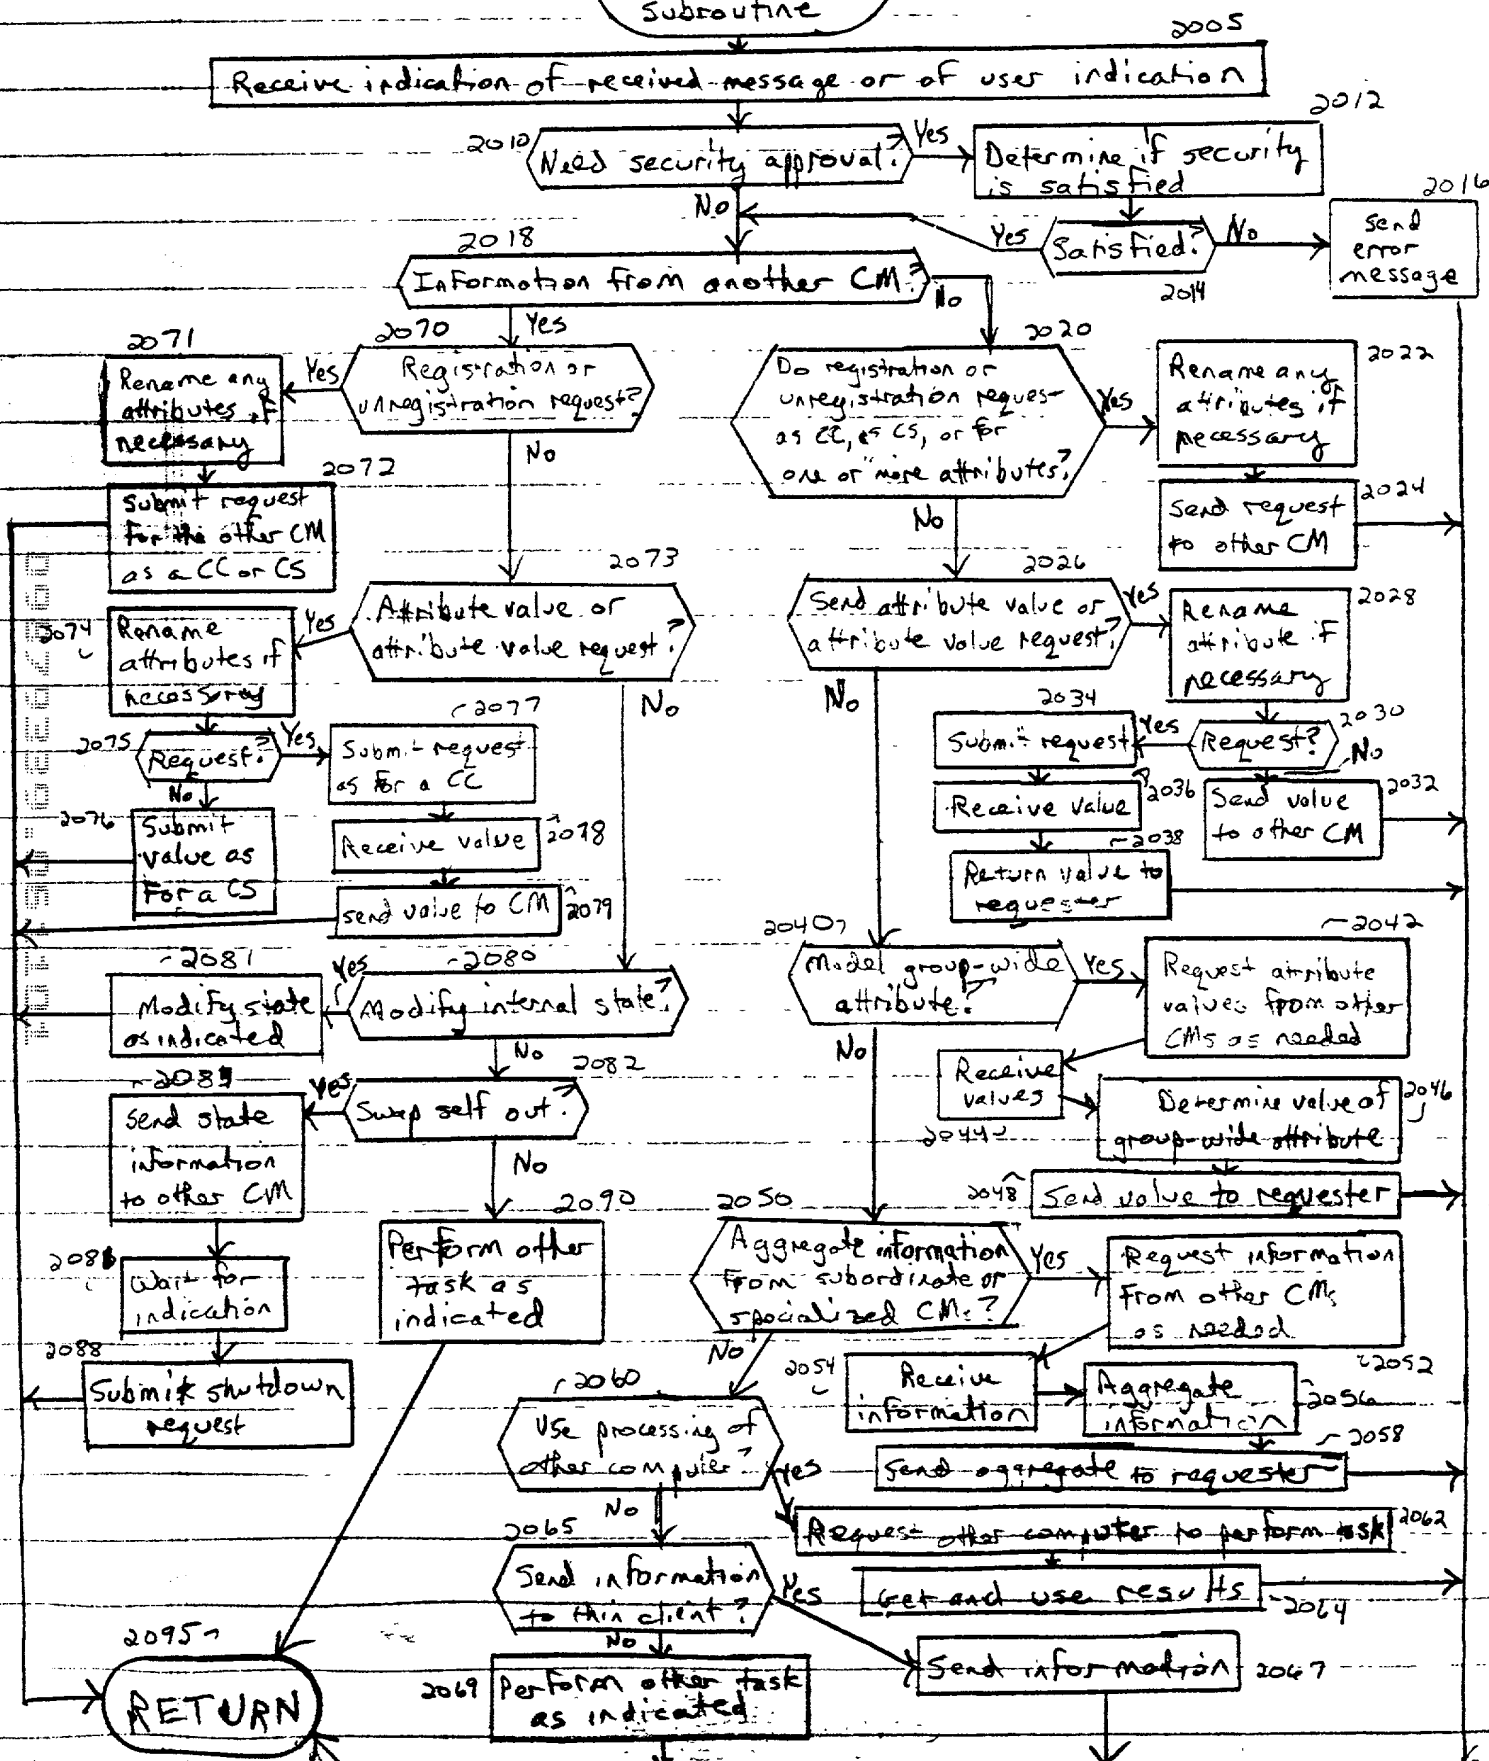 Subroutine
2005
Receive indication of received message or of user indication
2010
Need security approval?
Yes
2012
Determine if security
is satisfied
No
Satisfied?
Yes
No
2014
2016
Send
error
message
2018
Information from another CM?
Yes
No
2070
Registration or
unregistration request?
Yes
No
2071
Rename any
attributes if
necessary
2072
Submit request
for the other CM
as a CC or CS
2020
Do registration or
unregistration request
as CC, as CS, or for
one or more attributes?
Yes
No
2022
Rename any
attributes if
necessary
2024
Send request
to other CM
2073
Attribute value or
attribute value request?
Yes
No
2074
Rename
attributes if
necessary
2075
Request?
Yes
No
2077
Submit request
as for a CC
2076
Submit
value as
for a CS
2078
Receive value
2079
send value to CM
2026
Send attribute value or
attribute value request?
Yes
No
2028
Rename
attribute if
necessary
2030
Request?
Yes
No
2034
Submit request
2036
Receive value
2032
Send value
to other CM
2038
Return value to
requester
2040
Model group-wide
attribute?
Yes
No
2042
Request attribute
values from other
CMs as needed
Receive
values
2044
Determine value of
group-wide attribute
2046
2048
Send value to requester
2081
Modify state
as indicated
2080
Modify internal state?
Yes
No
2082
Swap self out?
Yes
No
Send state
information
to other CM
Wait for
indication
2088
Submit shutdown
request
2090
Perform other
task as
indicated
2050
Aggregate information
from subordinate or
specialized CMs?
Yes
No
Request information
from other CMs
as needed
2052
2054
Receive
information
Aggregate
information
2056
2058
Send aggregate to requester
2060
Use processing of
other computer?
Yes
No
Request other computer to perform task
2062
Get and use results
2064
2065
Send information
to thin client?
Yes
No
Send information
2067
2069
Perform other task
as indicated
2095
RETURN